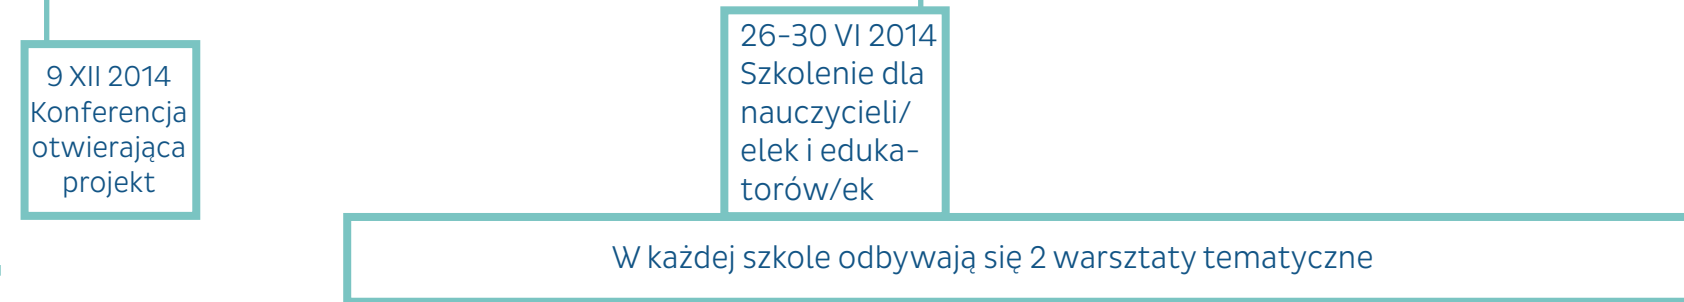 9 XII 2014
Konferencja
otwierająca
projekt
26-30 VI 2014
Szkolenie dla
nauczycieli/
elek i eduka-
torów/ek
W każdej szkole odbywają się 2 warsztaty tematyczne